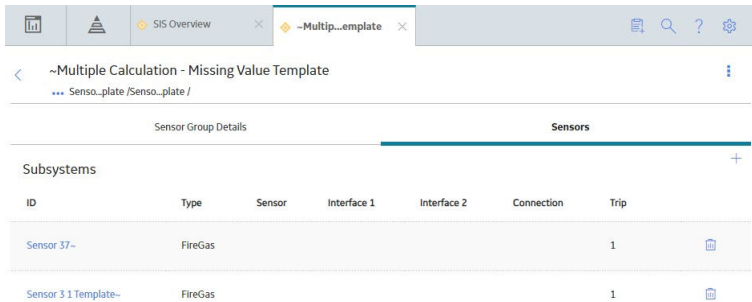 SIS Overview
~Multip...emplate
~Multiple Calculation - Missing Value Template
... Senso...plate /Senso...plate /
Sensor Group Details Sensors
Subsystems
ID Type Sensor Interface 1 Interface 2 Connection Trip
Sensor 37~ FireGas 1
Sensor 3 1 Template~ FireGas 1